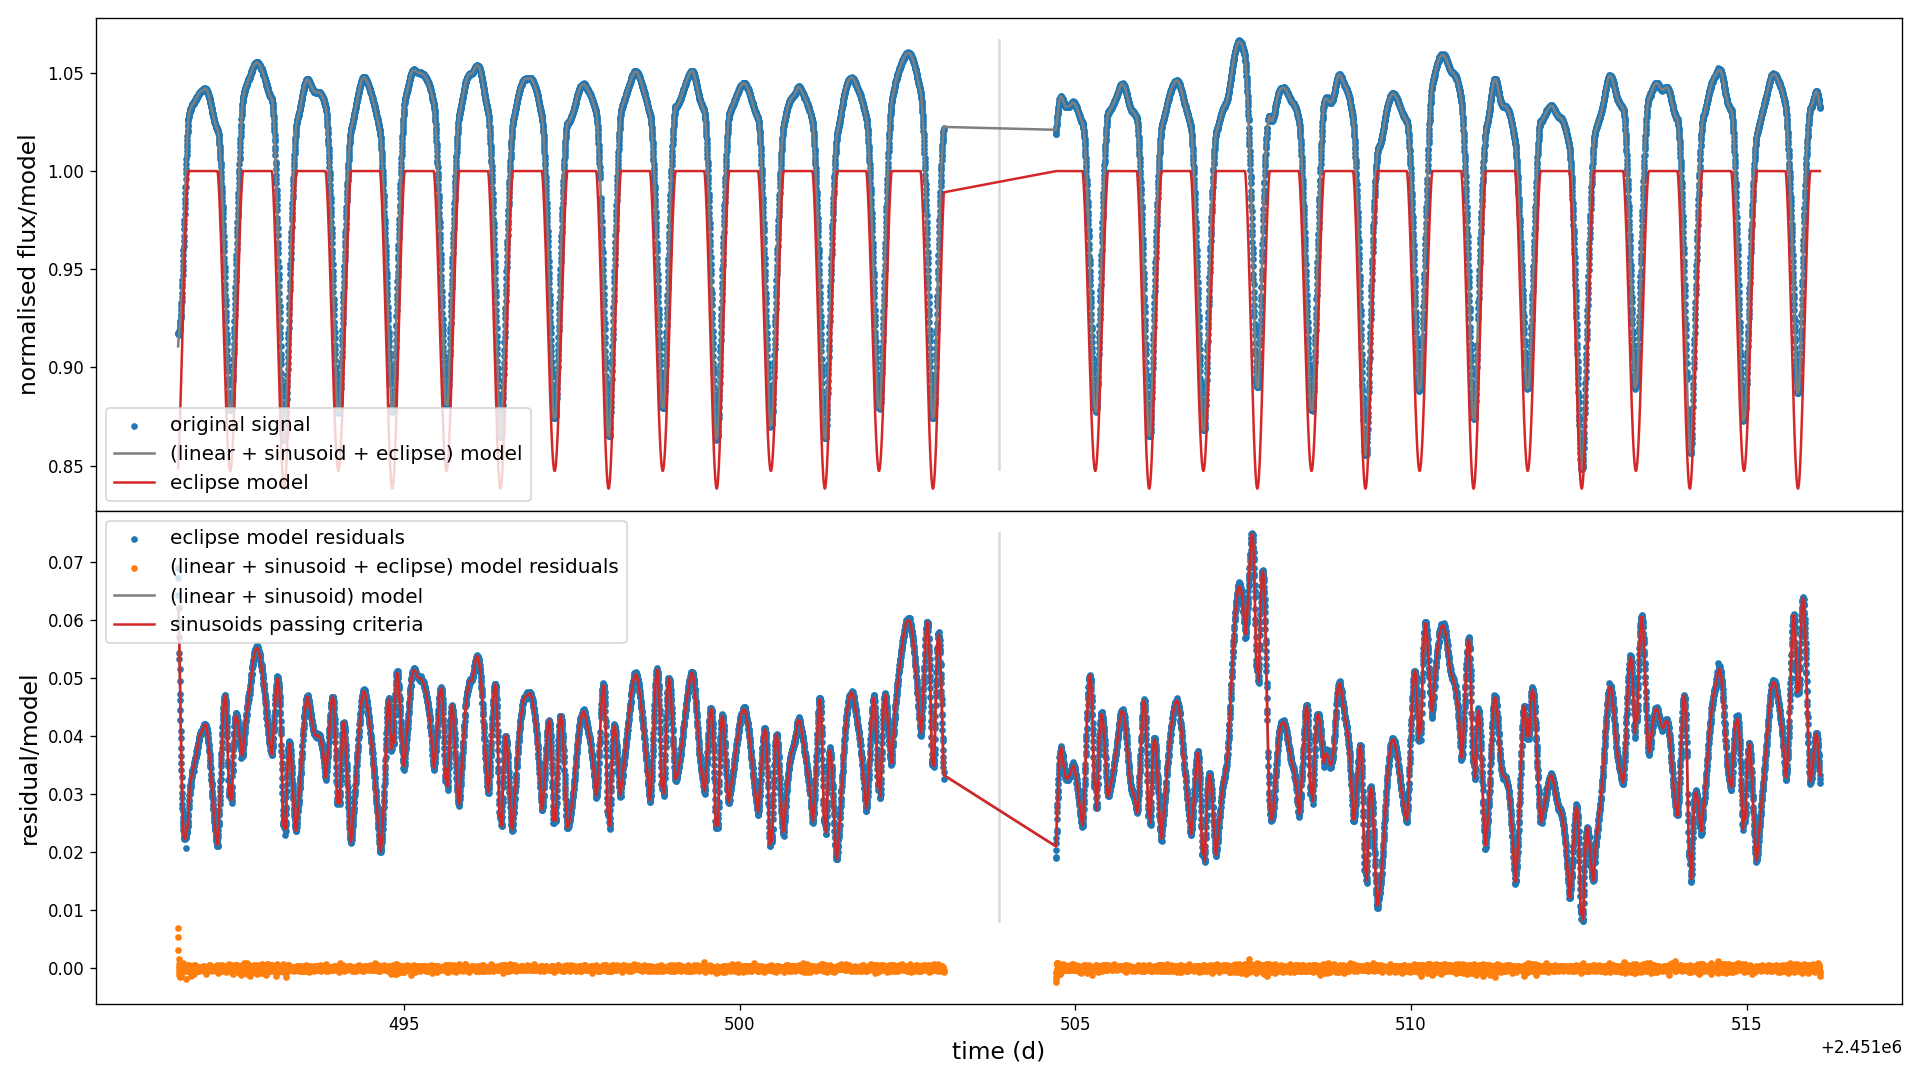 normalised flux/model
1.05
1.00
0.95
0.90
0.85
original signal
(linear + sinusoid + eclipse) model
eclipse model
residual/model
0.07
0.06
0.05
0.04
0.03
0.02
0.01
0.00
eclipse model residuals
(linear + sinusoid + eclipse) model residuals
(linear + sinusoid) model
sinusoids passing criteria
495
500
505
510
515
time (d)
+2.451e6